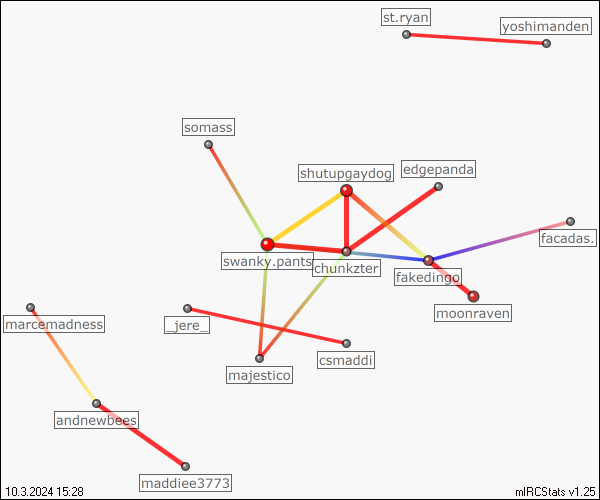 st.ryan
yoshimanden
somass
shutupgaydog
edgepanda
facadas.
swanky.pants
chunkzter
fakedingo
moonraven
marcemadness
_jere_
csmaddi
majestico
andnewbees
maddiee3773
10.3.2024 15:28
mIRCStats v1.25